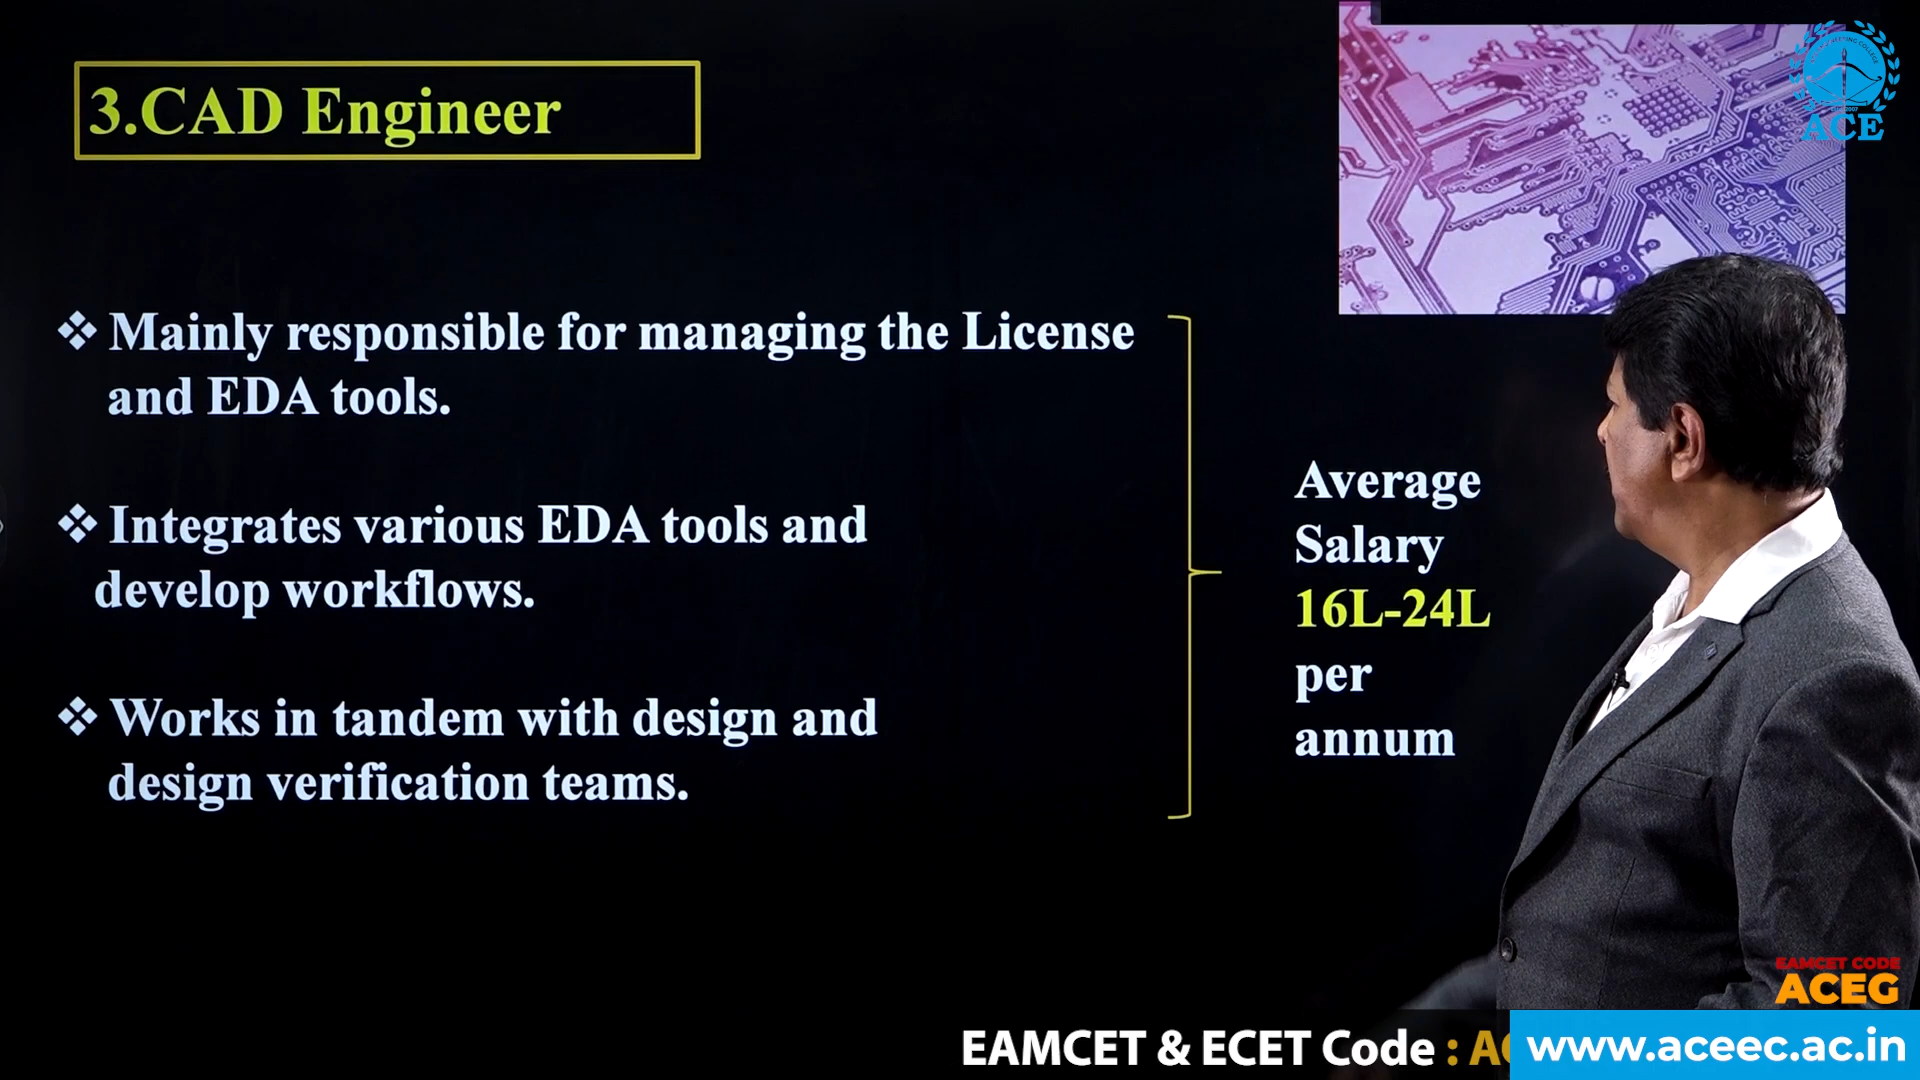 3.CAD Engineer
❖ Mainly responsible for managing the License
and EDA tools.
❖ Integrates various EDA tools and
develop workflows.
❖ Works in tandem with design and
design verification teams.
Average
Salary
16L-24L
per
annum
ACE
EAMCET CODE
ACEG
EAMCET & ECET Code :
www.aceec.ac.in